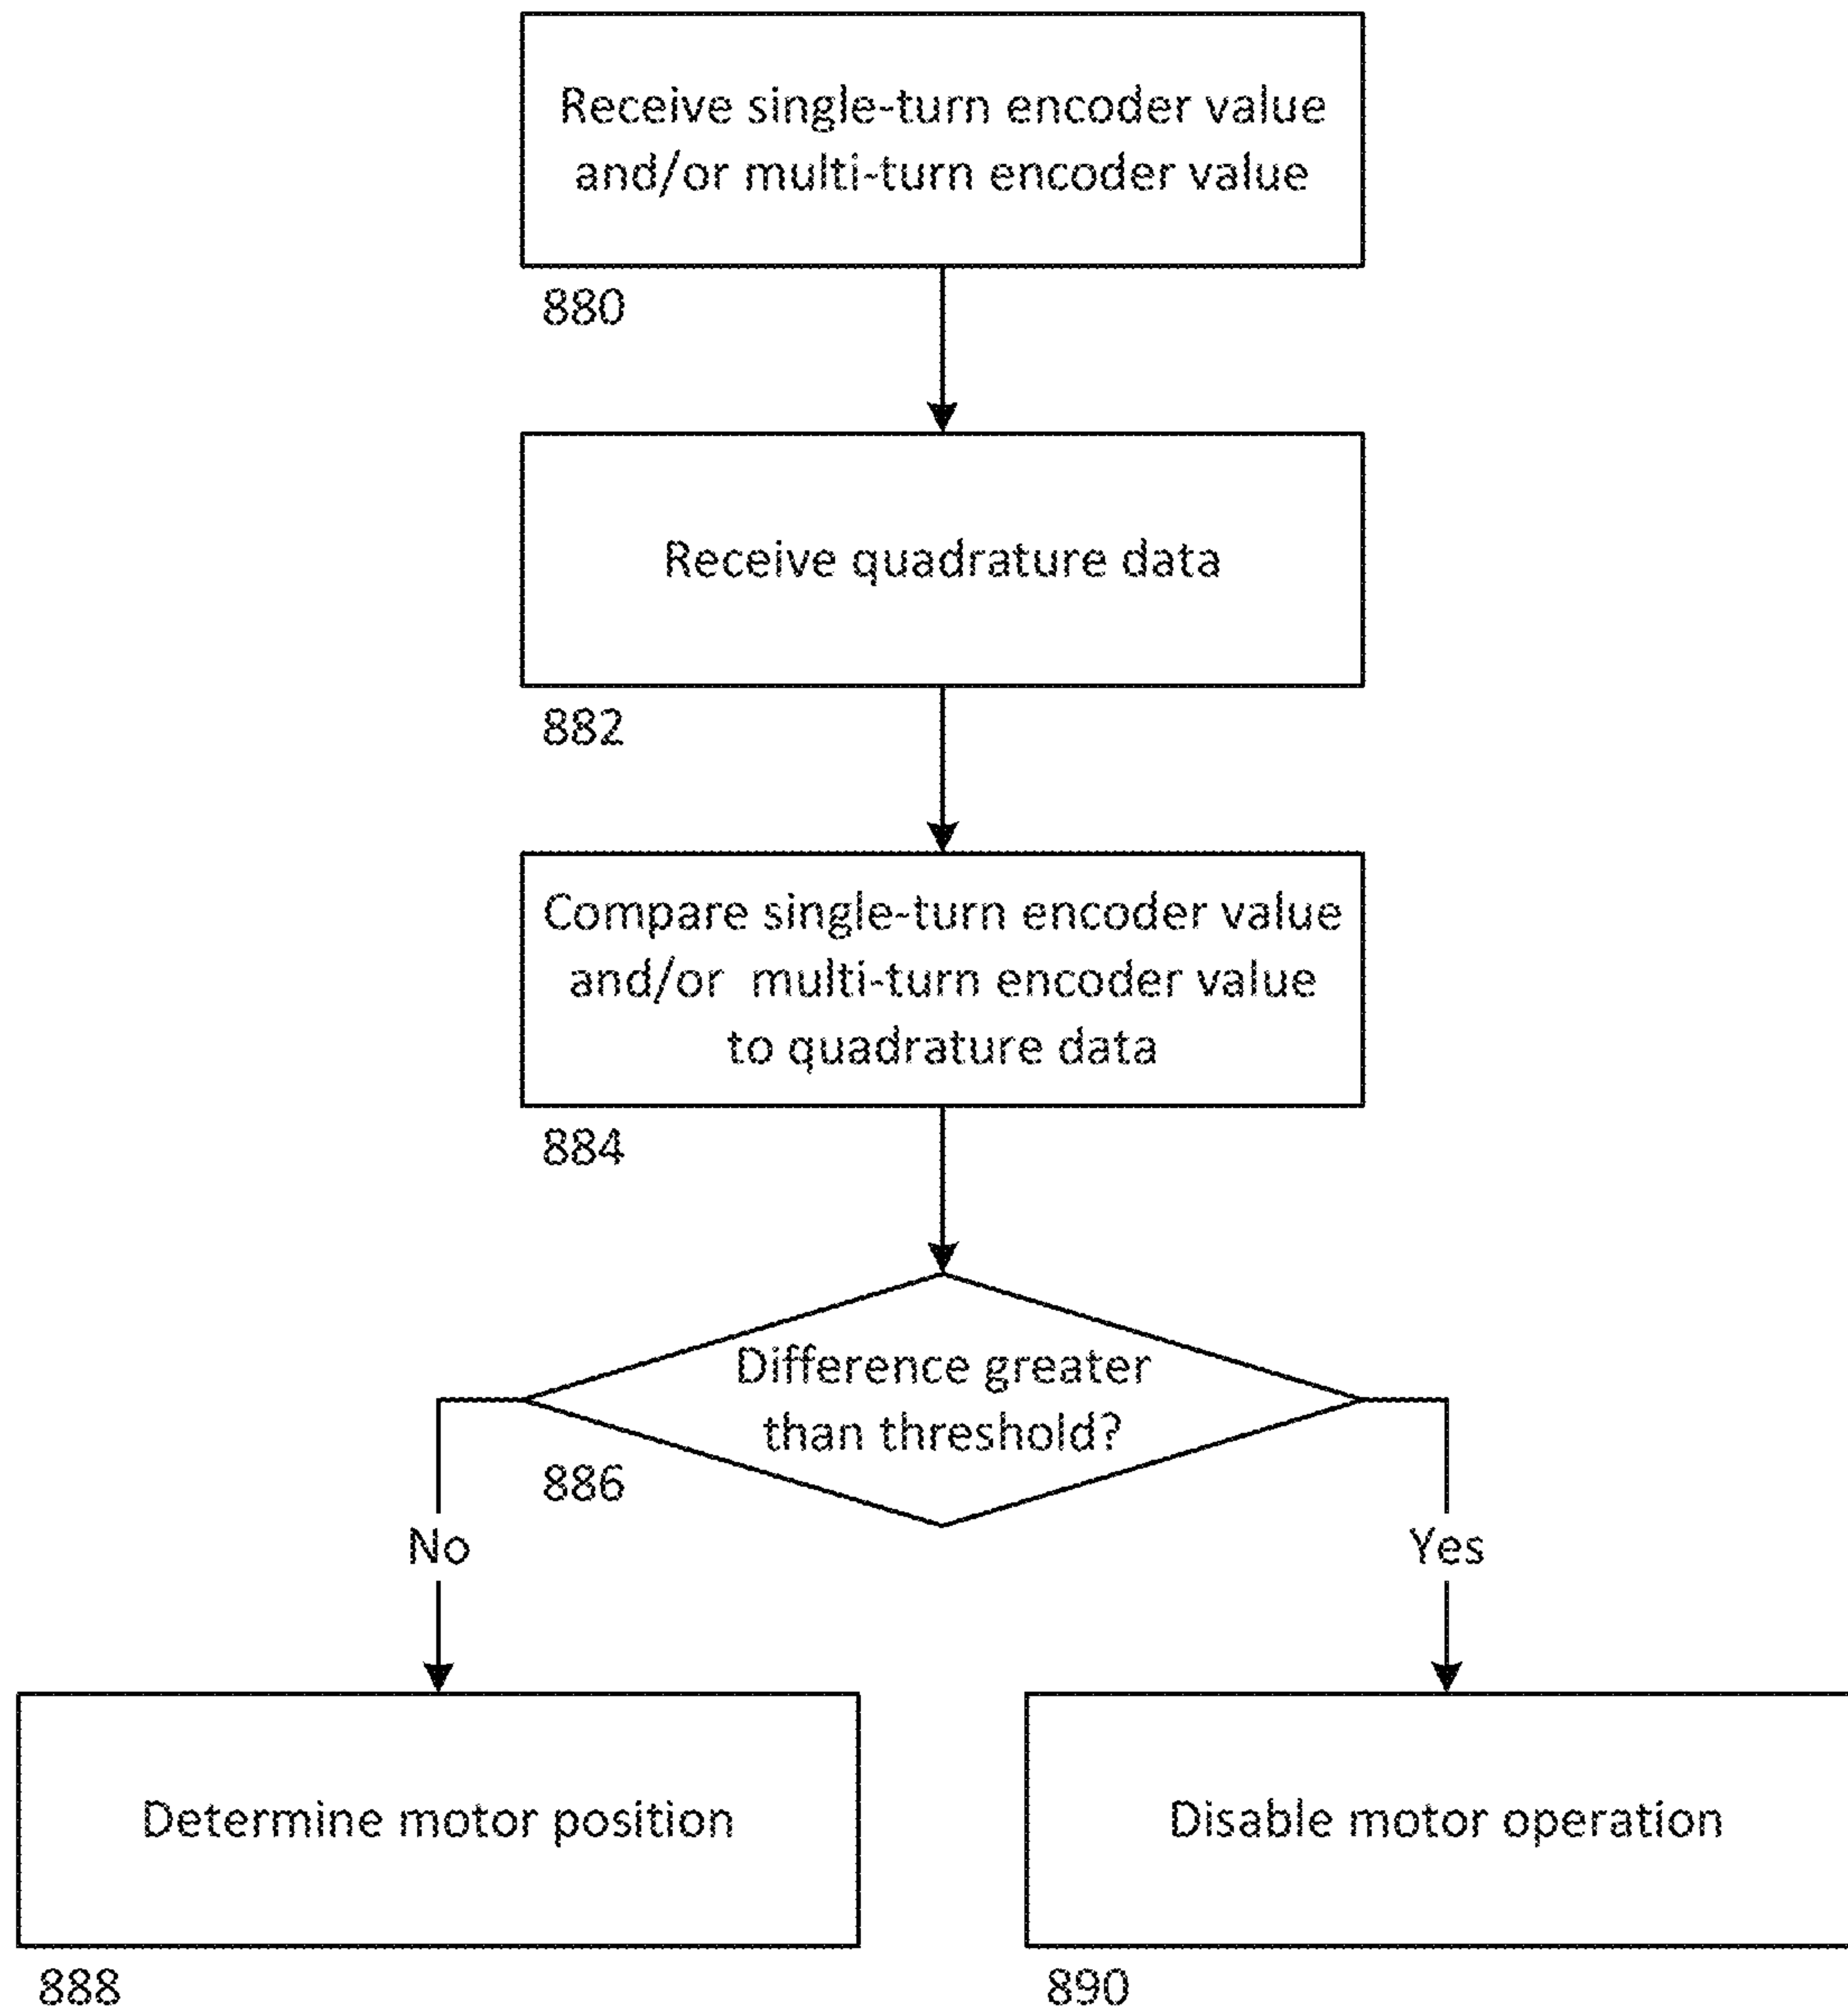 Receive single-turn encoder value
and/or multi-turn encoder value
880
Receive quadrature data
882
Compare single-turn encoder value
and/or multi-turn encoder value
to quadrature data
884
Difference greater
than threshold?
886
No
Yes
Determine motor position
Disable motor operation
888
890